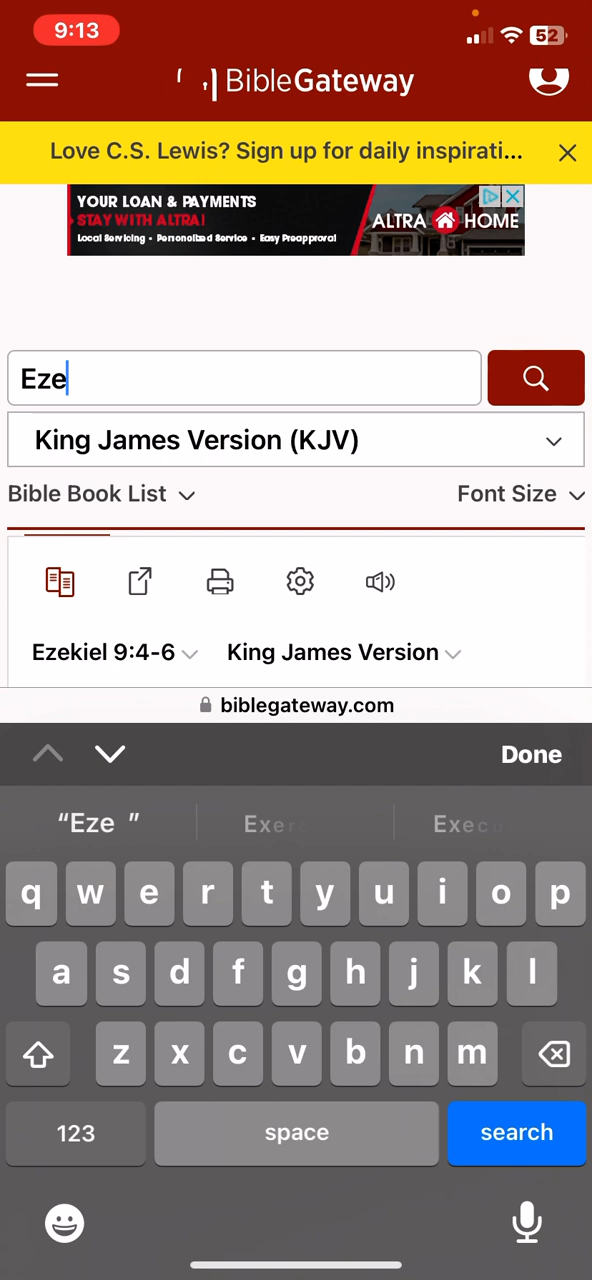 9:13
52
BibleGateway
Love C.S. Lewis? Sign up for daily inspirati...
YOUR LOAN & PAYMENTS
STAY WITH ALTRA!
Local Servicing • Personalized Service • Easy Preapproval
ALTRA HOME
Eze
King James Version (KJV)
Bible Book List
Font Size
Ezekiel 9:4-6
King James Version
biblegateway.com
Done
“Eze ”
q w e r t y u i o p
a s d f g h j k l
z x c v b n m
123
space
search